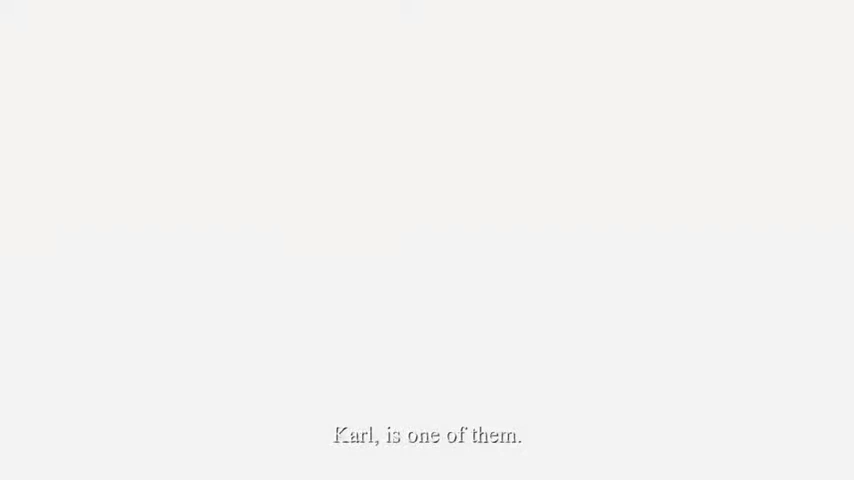 Karl, is one of them.